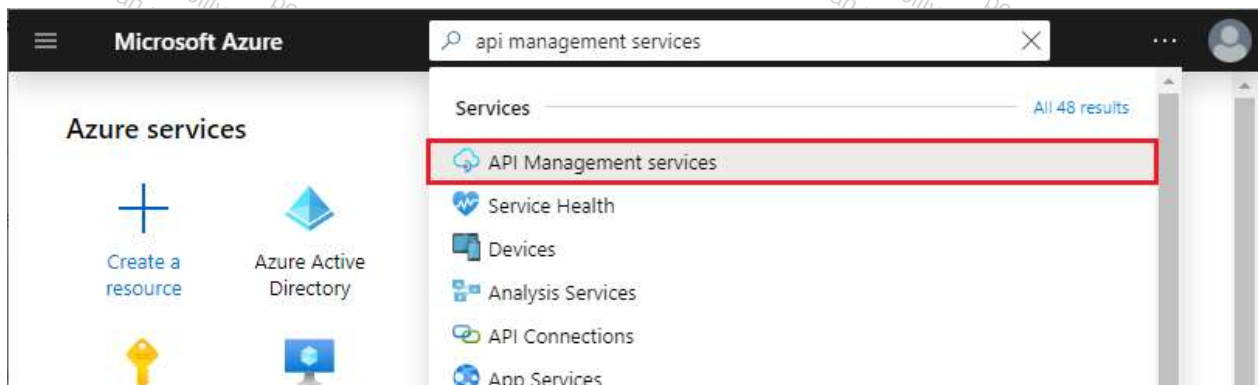 Microsoft Azure
api management services
...
Azure services
Create a
resource
Azure Active
Directory
Services
All 48 results
API Management services
Service Health
Devices
Analysis Services
API Connections
App Services